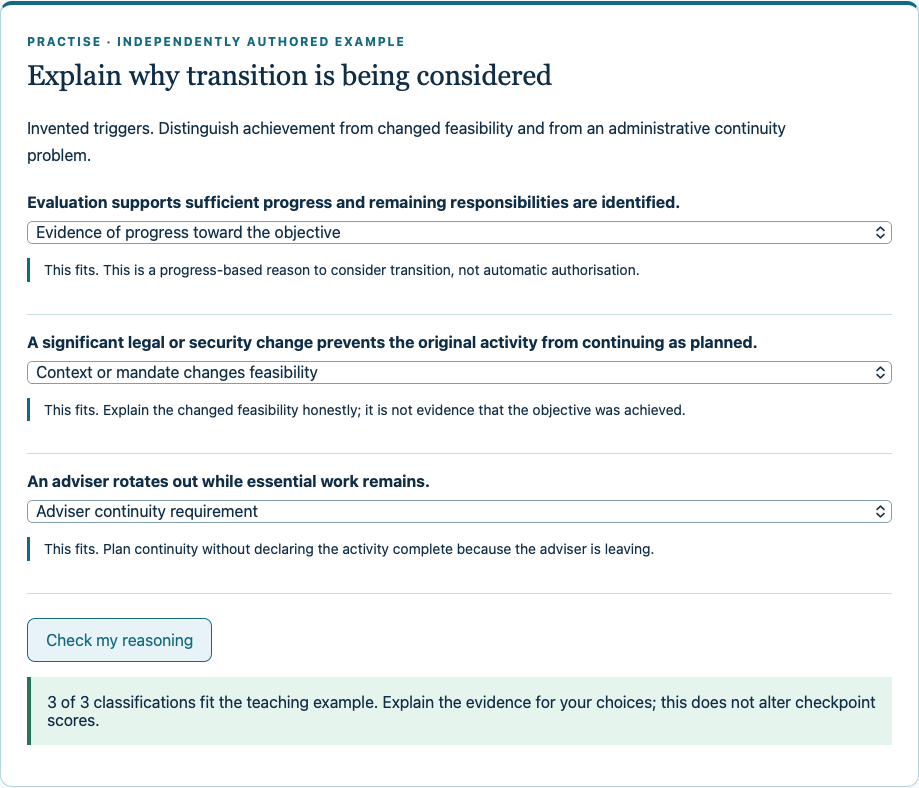 PRACTISE · INDEPENDENTLY AUTHORED EXAMPLE
Explain why transition is being considered
Invented triggers. Distinguish achievement from changed feasibility and from an administrative continuity
problem.
Evaluation supports sufficient progress and remaining responsibilities are identified.
Evidence of progress toward the objective
This fits. This is a progress-based reason to consider transition, not automatic authorisation.
A significant legal or security change prevents the original activity from continuing as planned.
Context or mandate changes feasibility
This fits. Explain the changed feasibility honestly; it is not evidence that the objective was achieved.
An adviser rotates out while essential work remains.
Adviser continuity requirement
This fits. Plan continuity without declaring the activity complete because the adviser is leaving.
Check my reasoning
3 of 3 classifications fit the teaching example. Explain the evidence for your choices; this does not alter checkpoint
scores.